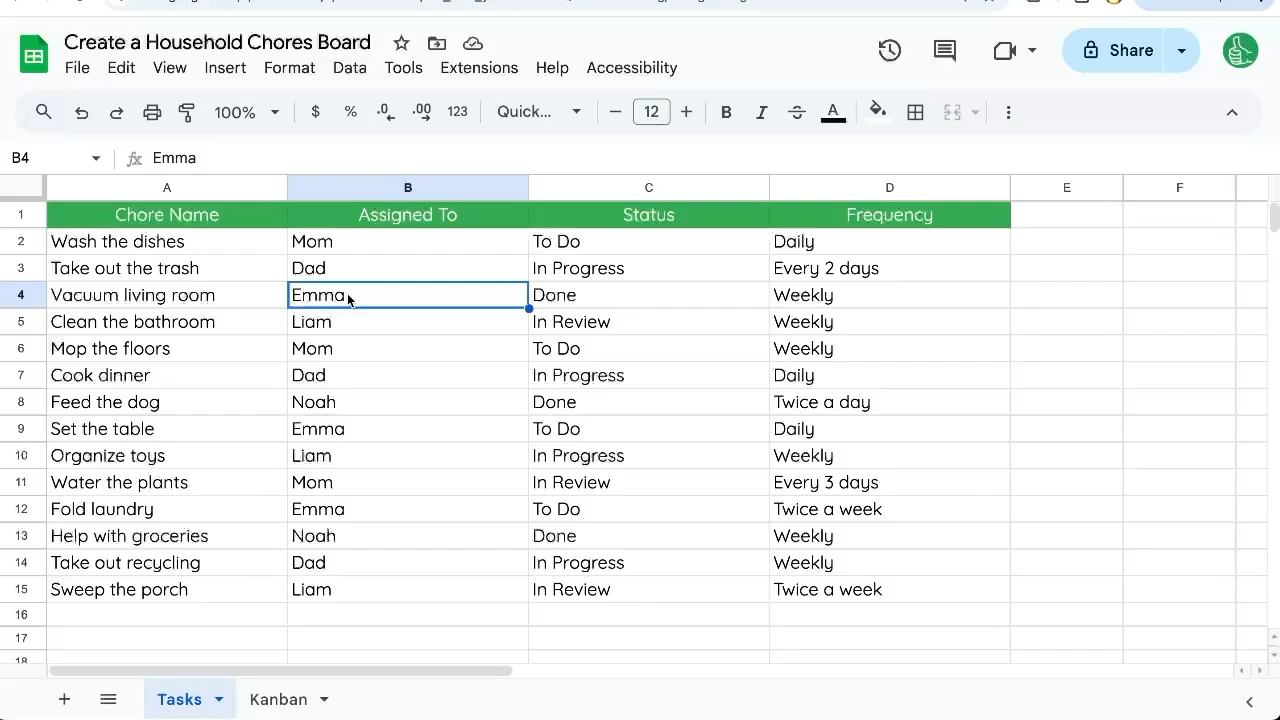 Create a Household Chores Board
File Edit View Insert Format Data Tools Extensions Help Accessibility
Share
100% $ % .0 .00 123 Quick... 12 B I A
B4 fx Emma
A B C D E F
1 Chore Name Assigned To Status Frequency
2 Wash the dishes Mom To Do Daily
3 Take out the trash Dad In Progress Every 2 days
4 Vacuum living room Emma Done Weekly
5 Clean the bathroom Liam In Review Weekly
6 Mop the floors Mom To Do Weekly
7 Cook dinner Dad In Progress Daily
8 Feed the dog Noah Done Twice a day
9 Set the table Emma To Do Daily
10 Organize toys Liam In Progress Weekly
11 Water the plants Mom In Review Every 3 days
12 Fold laundry Emma To Do Twice a week
13 Help with groceries Noah Done Weekly
14 Take out recycling Dad In Progress Weekly
15 Sweep the porch Liam In Review Twice a week
16
17
18
Tasks Kanban